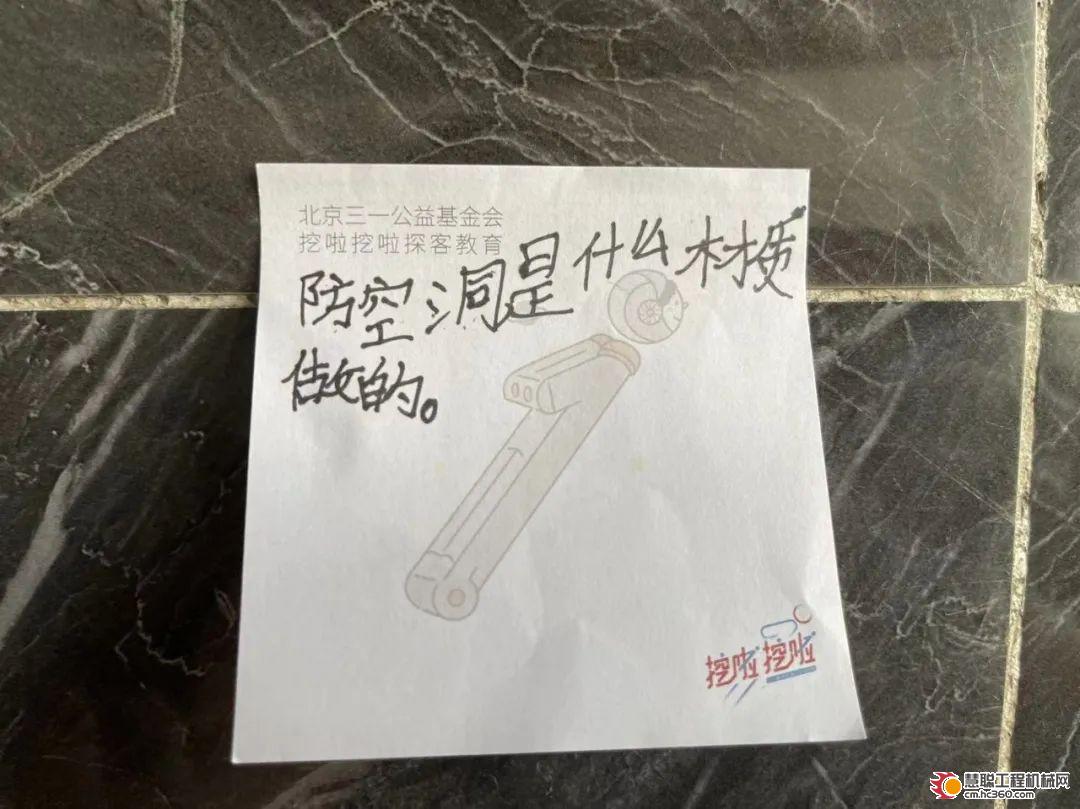 北京三一公益基金会
挖啦挖啦探客教育
防空洞是什么材质
做的。
挖啦挖啦
慧聪工程机械网
cm.hc360.com